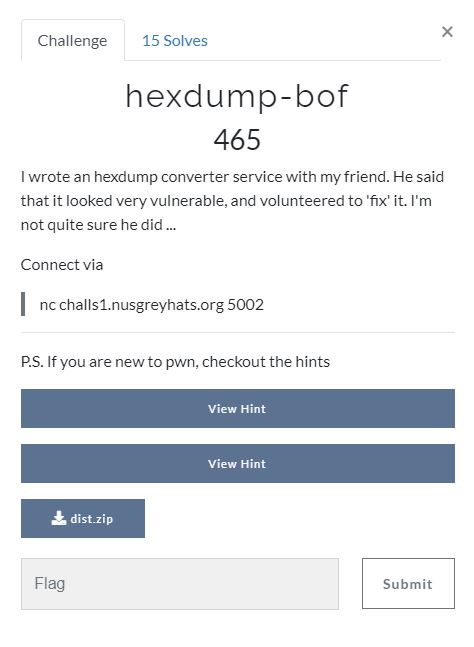 Challenge
15 Solves
×
hexdump-bof
465
I wrote an hexdump converter service with my friend. He said
that it looked very vulnerable, and volunteered to 'fix' it. I'm
not quite sure he did ...
Connect via
nc challs1.nusgreyhats.org 5002
P.S. If you are new to pwn, checkout the hints
View Hint
View Hint
dist.zip
Flag
Submit